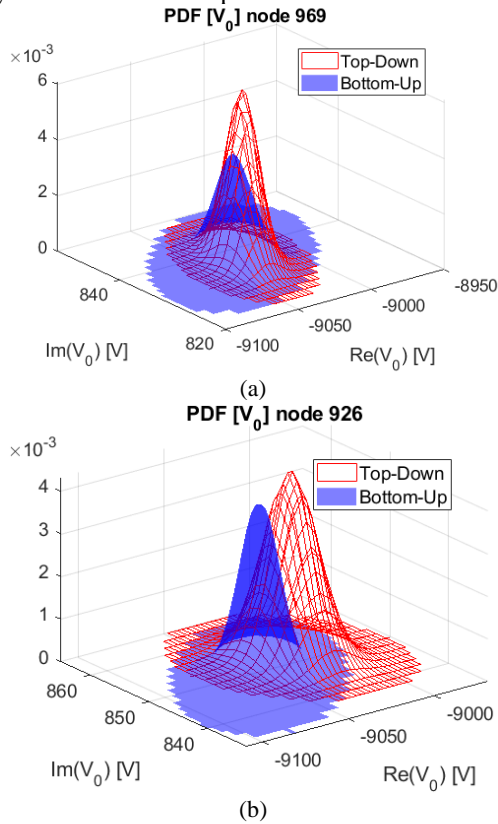 PDF [V0] node 969
×10-3
6
4
2
0
Top-Down
Bottom-Up
840
820
Im(V0) [V]
-9100
-9050
-9000
-8950
Re(V0) [V]
(a)
PDF [V0] node 926
×10-3
4
3
2
1
0
Top-Down
Bottom-Up
860
850
840
Im(V0) [V]
-9100
-9050
-9000
Re(V0) [V]
(b)